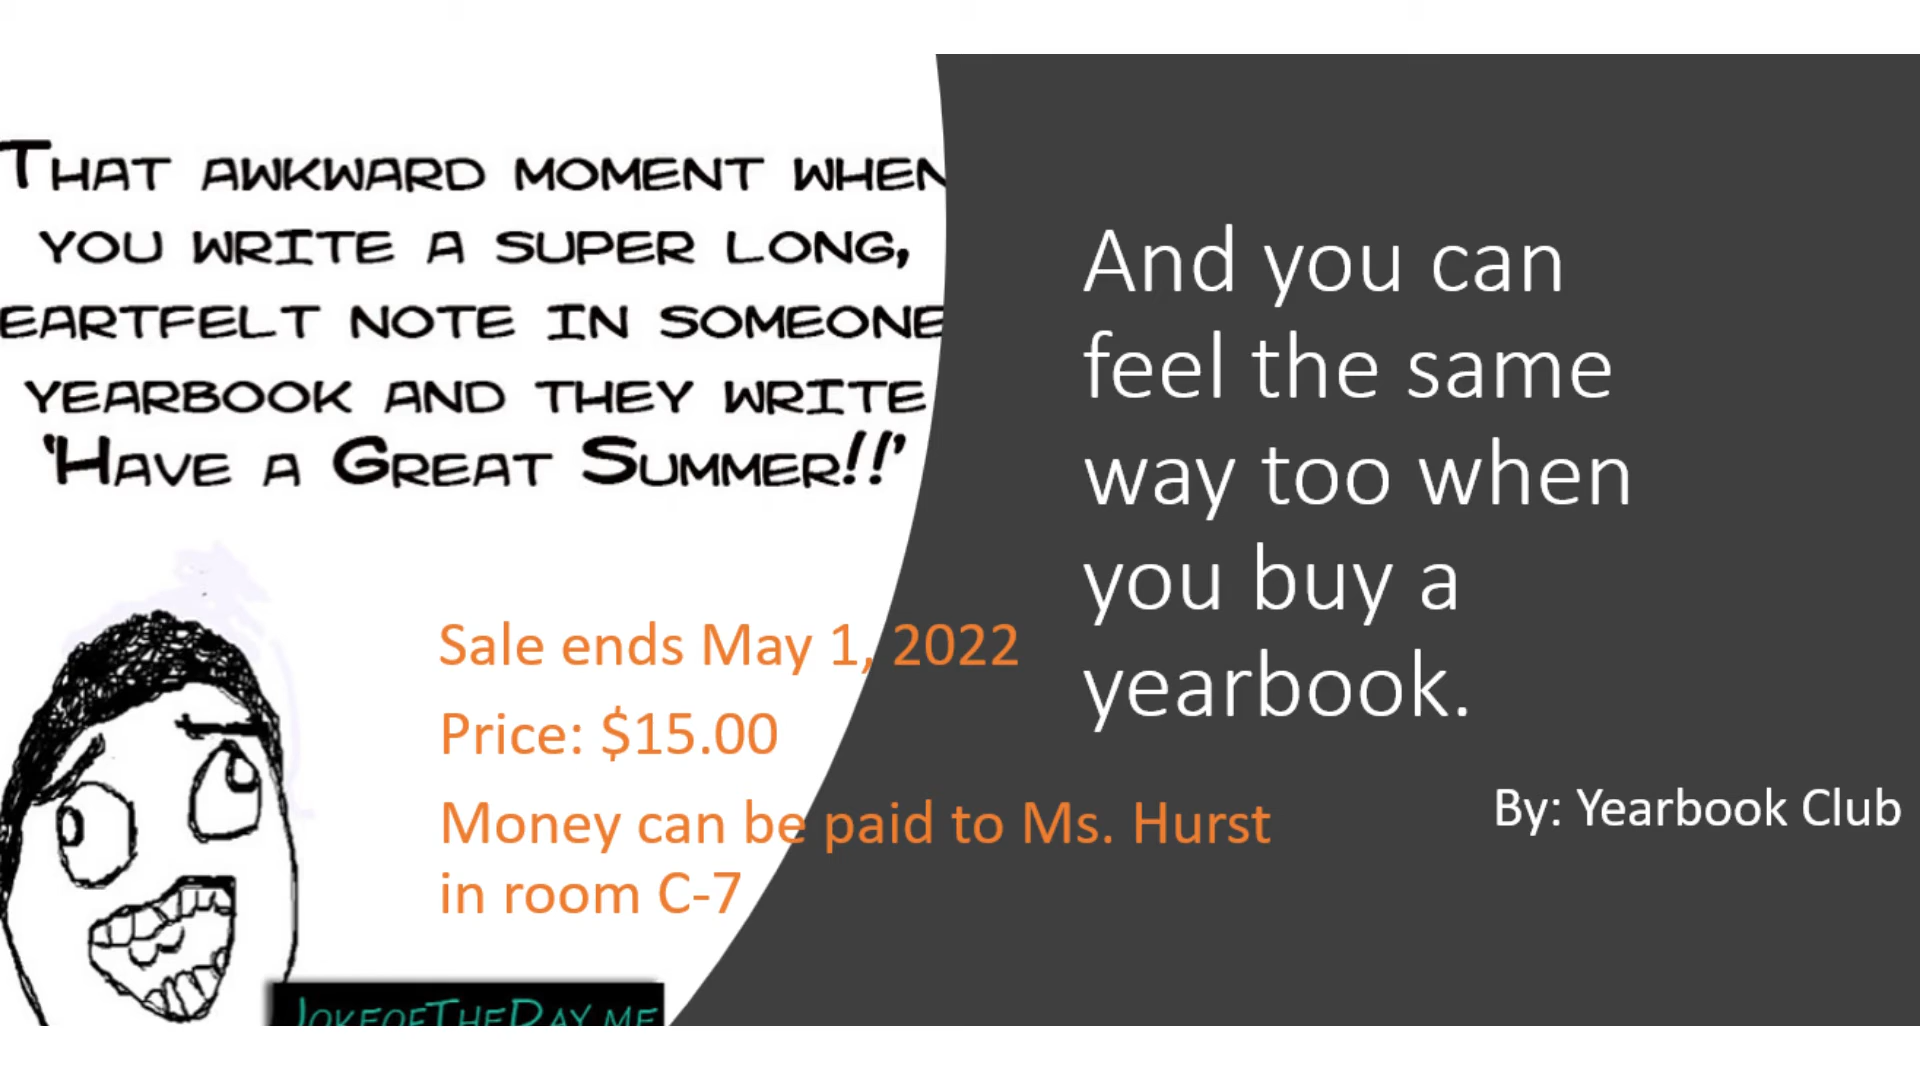 THAT AWKWARD MOMENT WHEN
YOU WRITE A SUPER LONG,
EARTFELT NOTE IN SOMEONE
YEARBOOK AND THEY WRITE
'HAVE A GREAT SUMMER!!'
Sale ends May 1, 2022
Price: $15.00
Money can be paid to Ms. Hurst
in room C-7
JOKEOFTHEDAY.ME
And you can
feel the same
way too when
you buy a
yearbook.
By: Yearbook Club